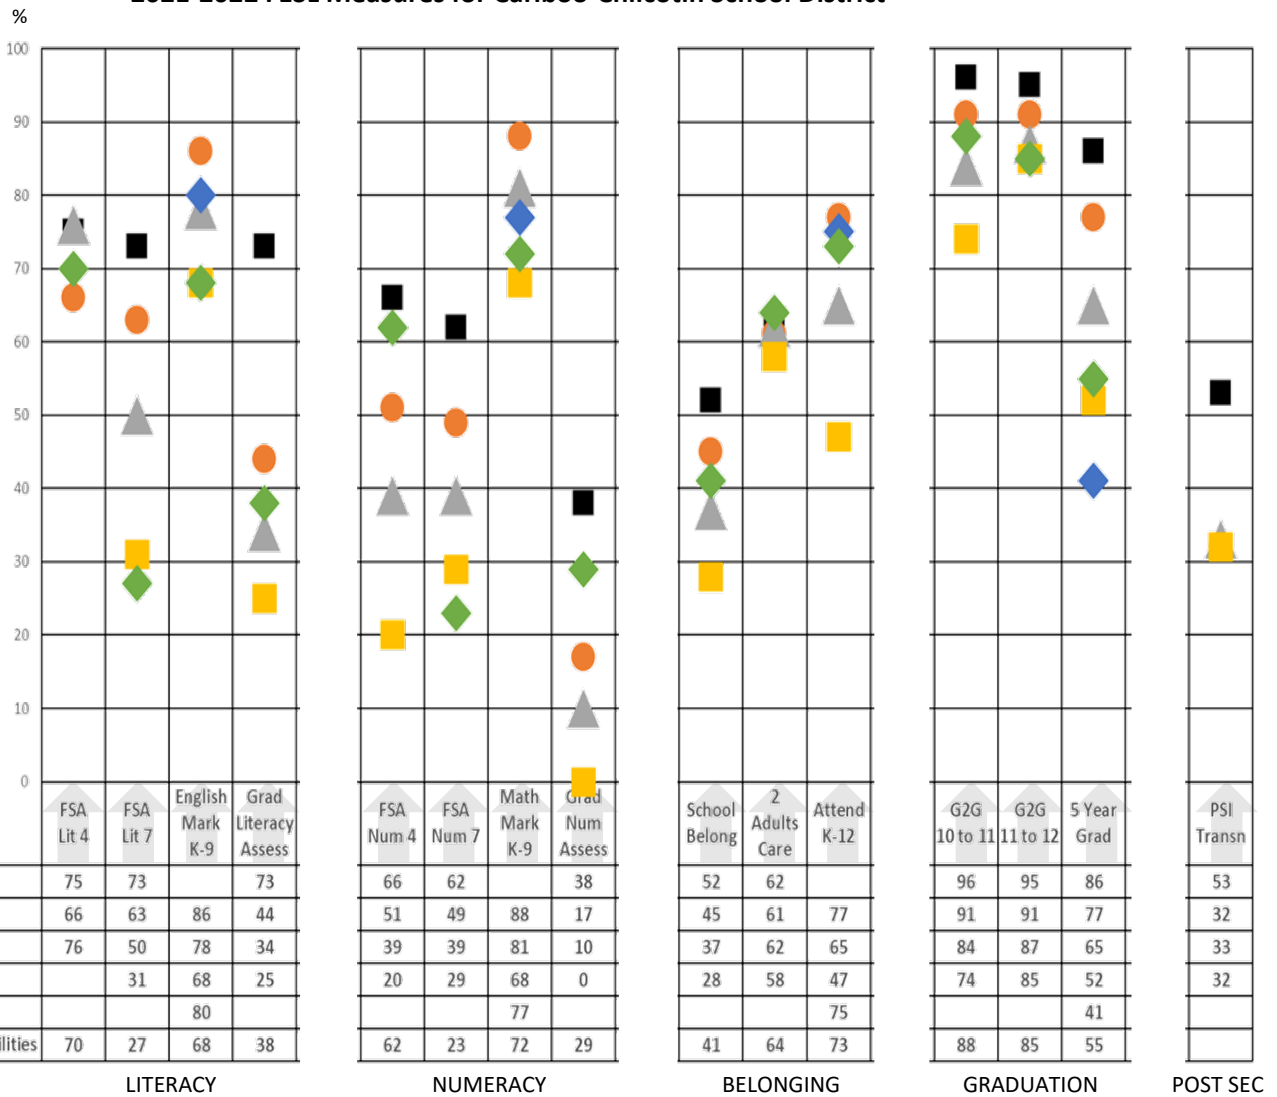 %
100
90
80
70
60
50
40
30
20
10
0
FSA Lit 4
FSA Lit 7
English Mark K-9
Grad Literacy Assess
FSA Num 4
FSA Num 7
Math Mark K-9
Grad Num Assess
School Belong
2 Adults Care
Attend K-12
G2G 10 to 11
G2G 11 to 12
5 Year Grad
PSI Transn
75 73 73 66 62 38 52 62 96 95 86 53
66 63 86 44 51 49 88 17 45 61 77 91 91 77 32
76 50 78 34 39 39 81 10 37 62 65 84 87 65 33
31 68 25 20 29 68 0 28 58 47 74 85 52 32
80 77 75 41
ilities 70 27 68 38 62 23 72 29 41 64 73 88 85 55
LITERACY NUMERACY BELONGING GRADUATION POST SEC